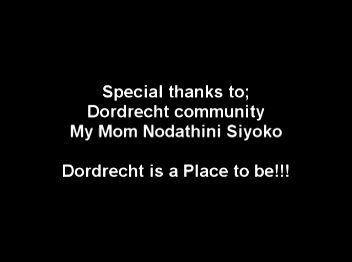 Special thanks to;
Dordrecht community
My Mom Nodathini Siyoko
Dordrecht is a Place to be!!!